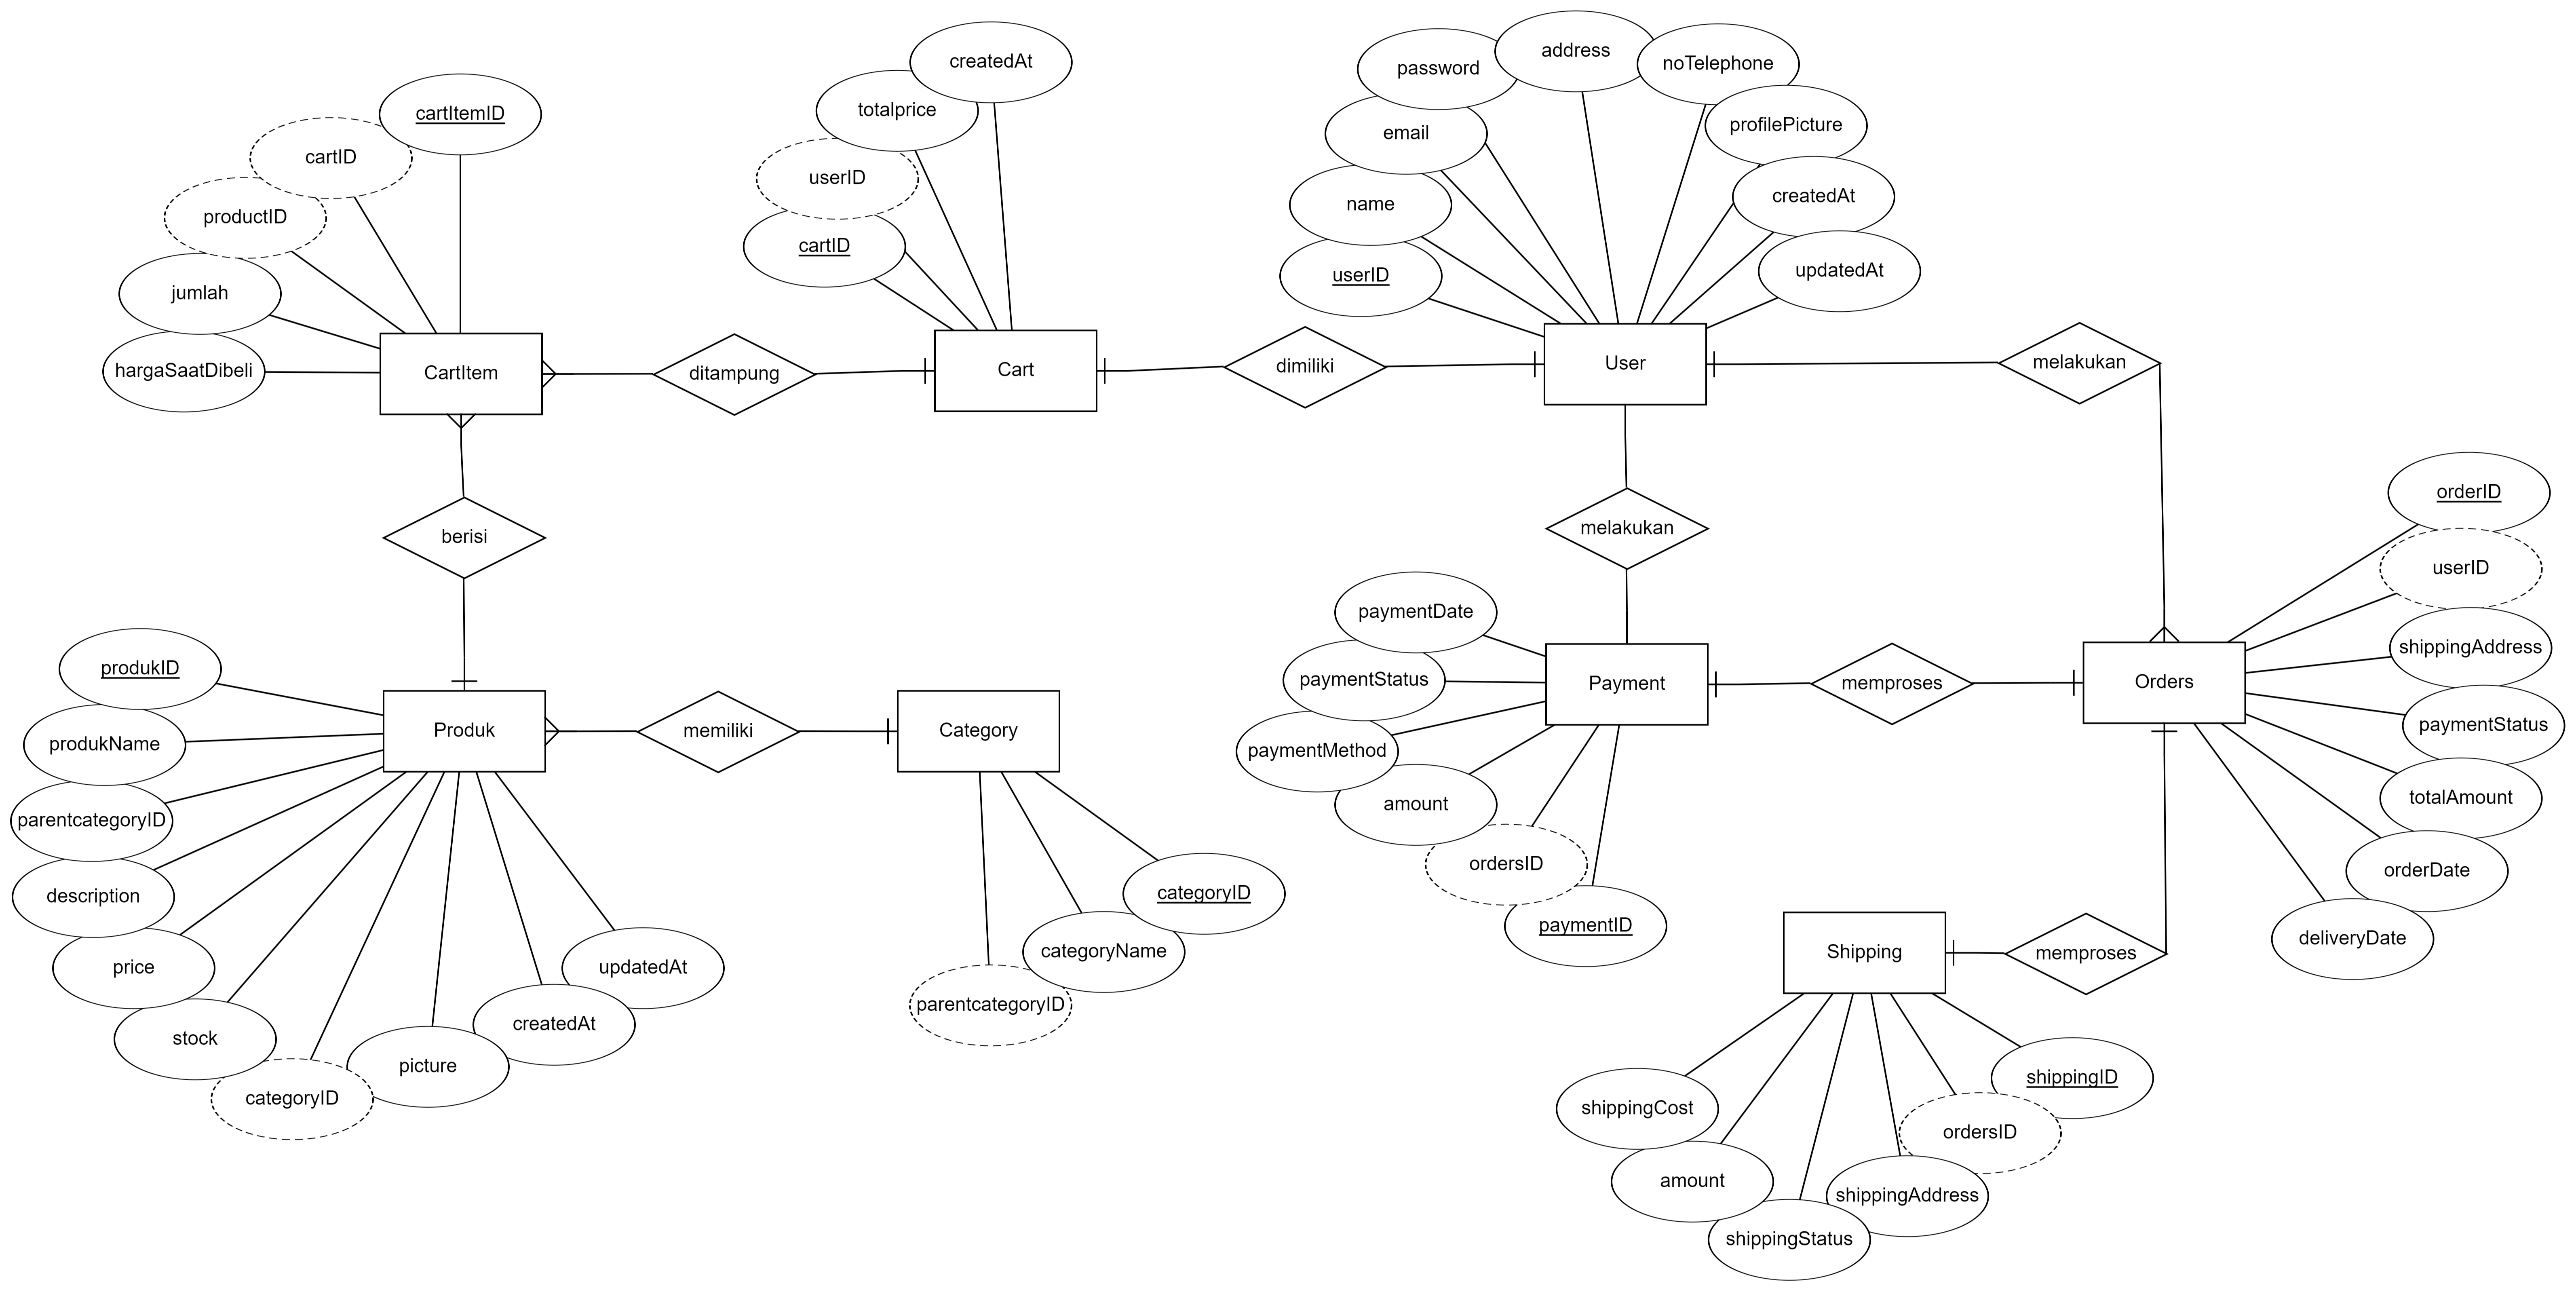 createdAt
totalprice
userID
cartID
cartItemID
cartID
productID
jumlah
hargaSaatDibeli
password
address
noTelephone
email
profilePicture
name
createdAt
userID
updatedAt
CartItem
ditampung
Cart
dimiliki
User
melakukan
berisi
melakukan
orderID
userID
shippingAddress
paymentStatus
totalAmount
orderDate
deliveryDate
paymentDate
paymentStatus
paymentMethod
amount
ordersID
paymentID
Payment
memproses
Orders
produkID
produkName
parentcategoryID
description
price
stock
categoryID
picture
createdAt
updatedAt
Produk
memiliki
Category
categoryID
categoryName
parentcategoryID
Shipping
memproses
shippingID
ordersID
shippingAddress
shippingStatus
amount
shippingCost